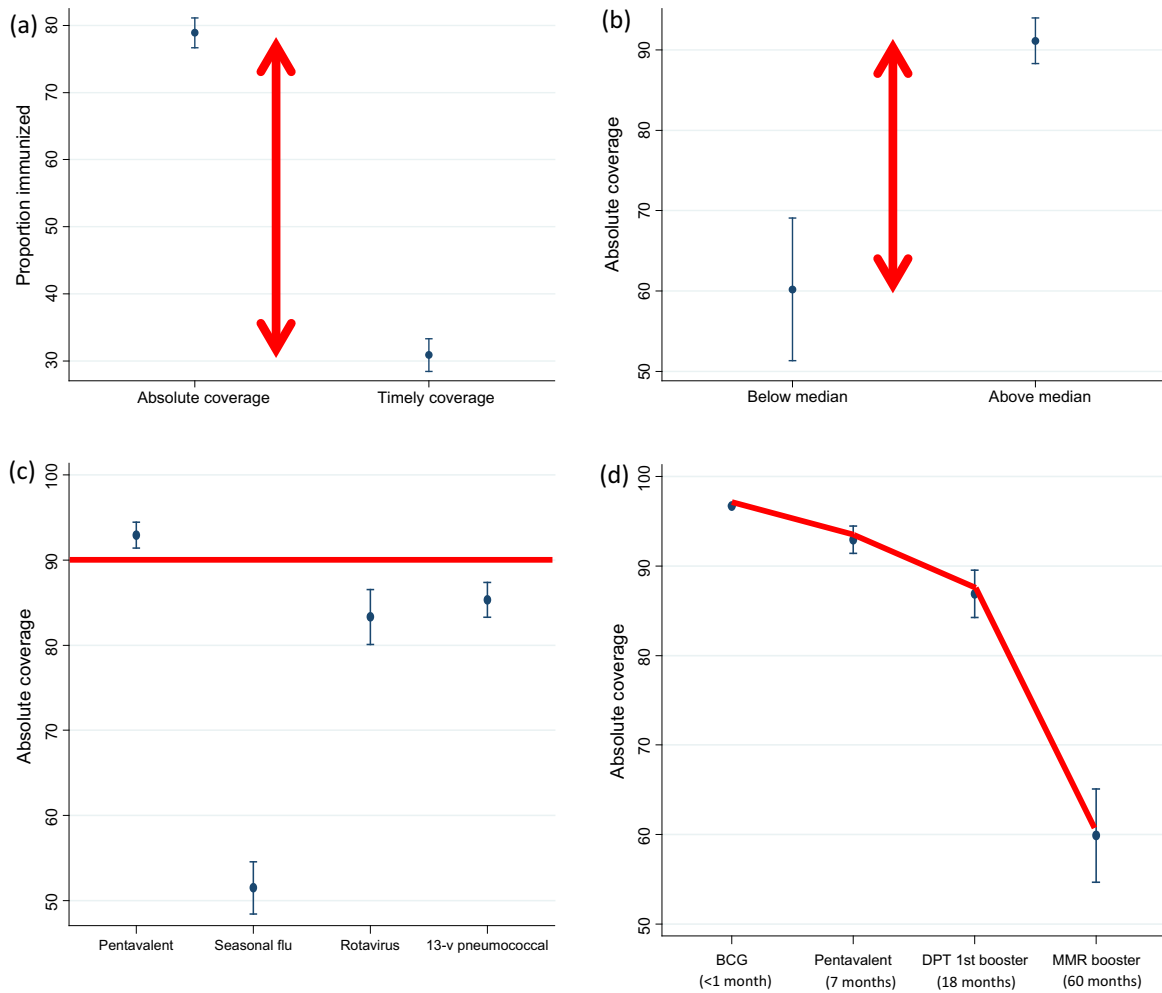 (a)
Proportion immunized
80
70
60
50
40
30
Absolute coverage Timely coverage
(b)
Absolute coverage
90
80
70
60
50
Below median Above median
(c)
Absolute coverage
100
90
80
70
60
50
Pentavalent Seasonal flu Rotavirus 13-v pneumococcal
(d)
Absolute coverage
100
90
80
70
60
50
BCG Pentavalent DPT 1st booster MMR booster
(<1 month) (7 months) (18 months) (60 months)